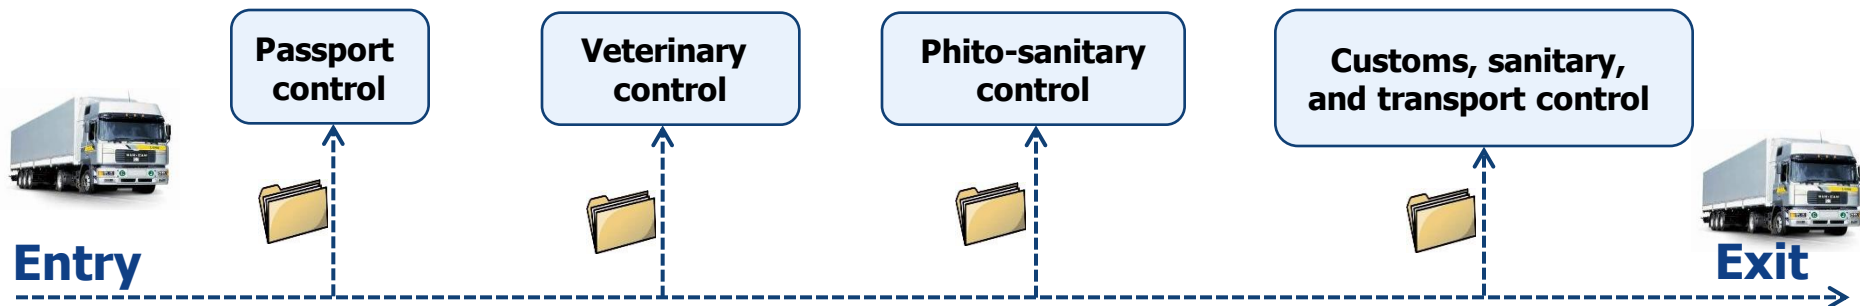 Passport
control
Veterinary
control
Phito-sanitary
control
Customs, sanitary,
and transport control
Entry
Exit